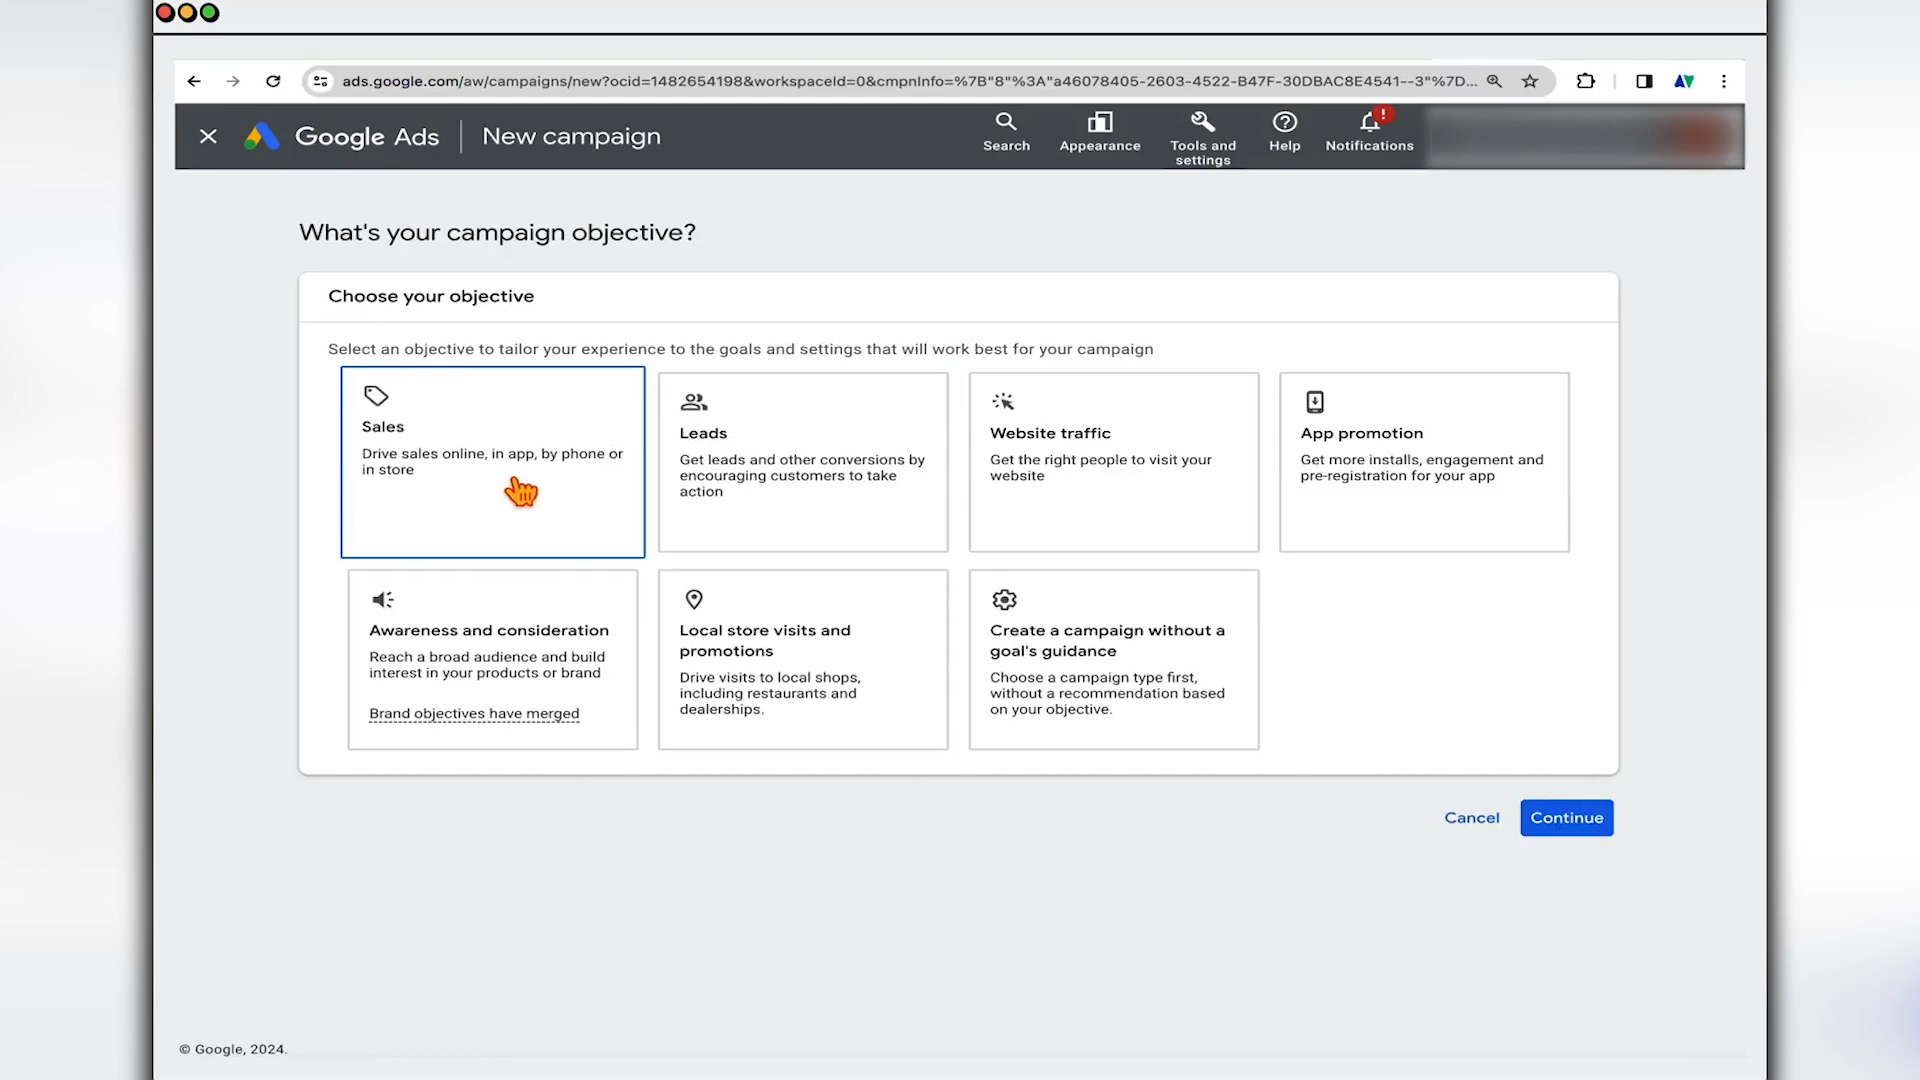 ads.google.com/aw/campaigns/new?ocid=1482654198&workspaceId=0&cmpnInfo=%7B"8"%3A"a46078405-2603-4522-B47F-30DBAC8E4541--3"%7D...
Google Ads
New campaign
Search
Appearance
Tools and
settings
Help
Notifications
!
What's your campaign objective?
Choose your objective
Select an objective to tailor your experience to the goals and settings that will work best for your campaign
Sales
Drive sales online, in app, by phone or
in store
Leads
Get leads and other conversions by
encouraging customers to take
action
Website traffic
Get the right people to visit your
website
App promotion
Get more installs, engagement and
pre-registration for your app
Awareness and consideration
Reach a broad audience and build
interest in your products or brand
Brand objectives have merged
Local store visits and
promotions
Drive visits to local shops,
including restaurants and
dealerships.
Create a campaign without a
goal's guidance
Choose a campaign type first,
without a recommendation based
on your objective.
Cancel
Continue
© Google, 2024.